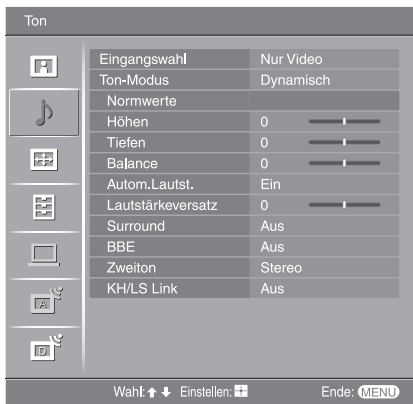 Ton
Eingangswahl Nur Video
Ton-Modus Dynamisch
Normwerte
Höhen 0
Tiefen 0
Balance 0
Autom.Lautst. Ein
Lautstärkeversatz 0
Surround Aus
BBE Aus
Zweiton Stereo
KH/LS Link Aus
A
D
Wahl: Einstellen: Ende: MENU